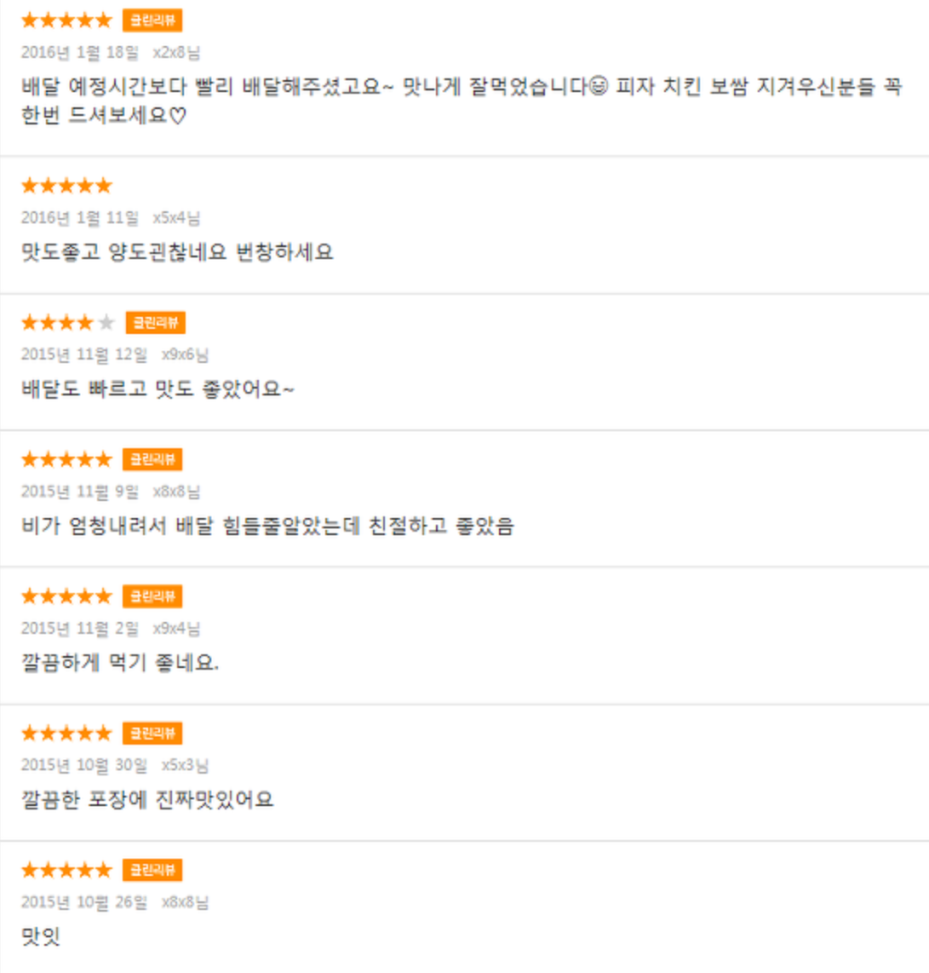 ★★★★★ 클린리뷰
2016년 1월 18일 x2x8님
배달 예정시간보다 빨리 배달해주셨고요~ 맛나게 잘먹었습니다😃 피자 치킨 보쌈 지겨우신분들 꼭
한번 드셔보세요♡
★★★★★
2016년 1월 11일 x5x4님
맛도좋고 양도괜찮네요 번창하세요
★★★★★ 클린리뷰
2015년 11월 12일 x9x6님
배달도 빠르고 맛도 좋았어요~
★★★★★ 클린리뷰
2015년 11월 9일 x8x8님
비가 엄청내려서 배달 힘들줄알았는데 친절하고 좋았음
★★★★★ 클린리뷰
2015년 11월 2일 x9x4님
깔끔하게 먹기 좋네요.
★★★★★ 클린리뷰
2015년 10월 30일 x5x3님
깔끔한 포장에 진짜맛있어요
★★★★★ 클린리뷰
2015년 10월 26일 x8x8님
맛잇